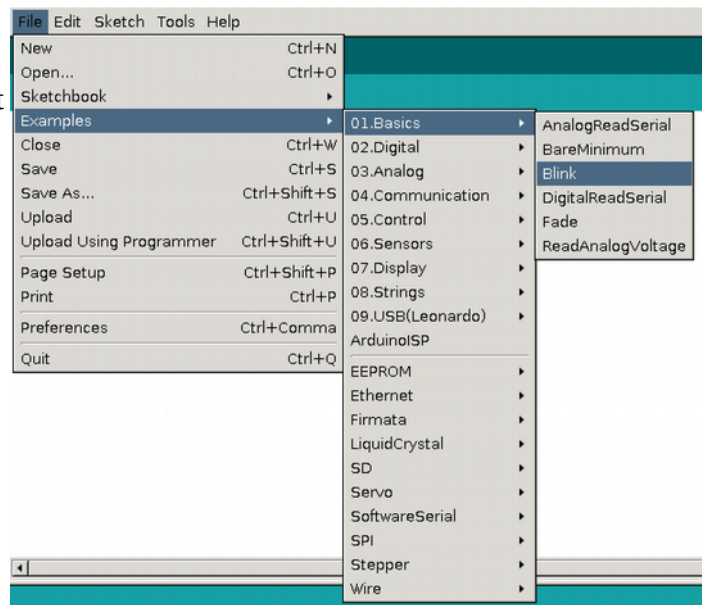 File Edit Sketch Tools Help
New Ctrl+N
Open... Ctrl+O
Sketchbook
Examples
Close Ctrl+W
Save Ctrl+S
Save As... Ctrl+Shift+S
Upload Ctrl+U
Upload Using Programmer Ctrl+Shift+U
Page Setup Ctrl+Shift+P
Print Ctrl+P
Preferences Ctrl+Comma
Quit Ctrl+Q
01.Basics
02.Digital
03.Analog
04.Communication
05.Control
06.Sensors
07.Display
08.Strings
09.USB(Leonardo)
ArduinoISP
EEPROM
Ethernet
Firmata
LiquidCrystal
SD
Servo
SoftwareSerial
SPI
Stepper
Wire
AnalogReadSerial
BareMinimum
Blink
DigitalReadSerial
Fade
ReadAnalogVoltage